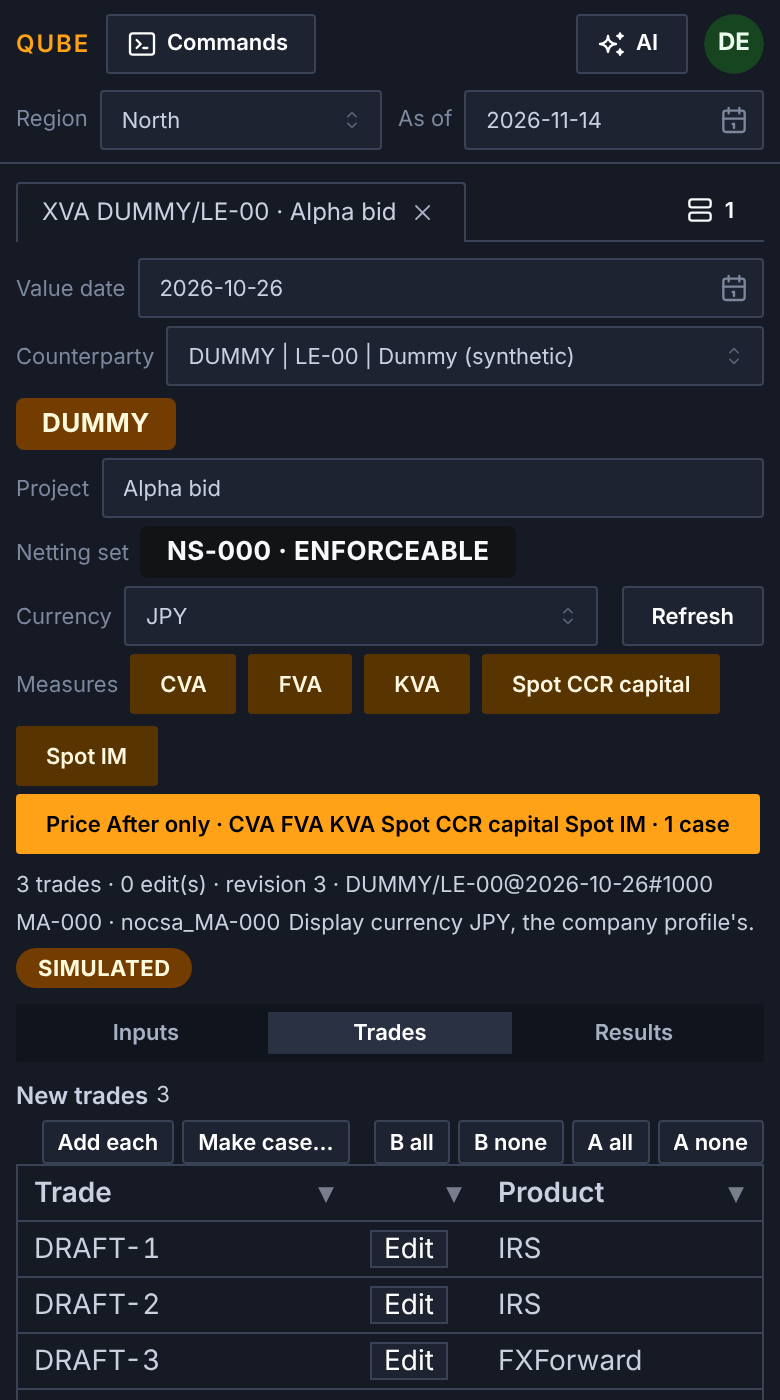 QUBE Commands AI DE
Region North As of 2026-11-14
XVA DUMMY/LE-00 · Alpha bid 1
Value date 2026-10-26
Counterparty DUMMY | LE-00 | Dummy (synthetic)
DUMMY
Project Alpha bid
Netting set NS-000 · ENFORCEABLE
Currency JPY Refresh
Measures CVA FVA KVA Spot CCR capital
Spot IM
Price After only · CVA FVA KVA Spot CCR capital Spot IM · 1 case
3 trades · 0 edit(s) · revision 3 · DUMMY/LE-00@2026-10-26#1000
MA-000 · nocsa_MA-000 Display currency JPY, the company profile's.
SIMULATED
Inputs Trades Results
New trades 3
Add each Make case... B all B none A all A none
Trade Product
DRAFT-1 Edit IRS
DRAFT-2 Edit IRS
DRAFT-3 Edit FXForward